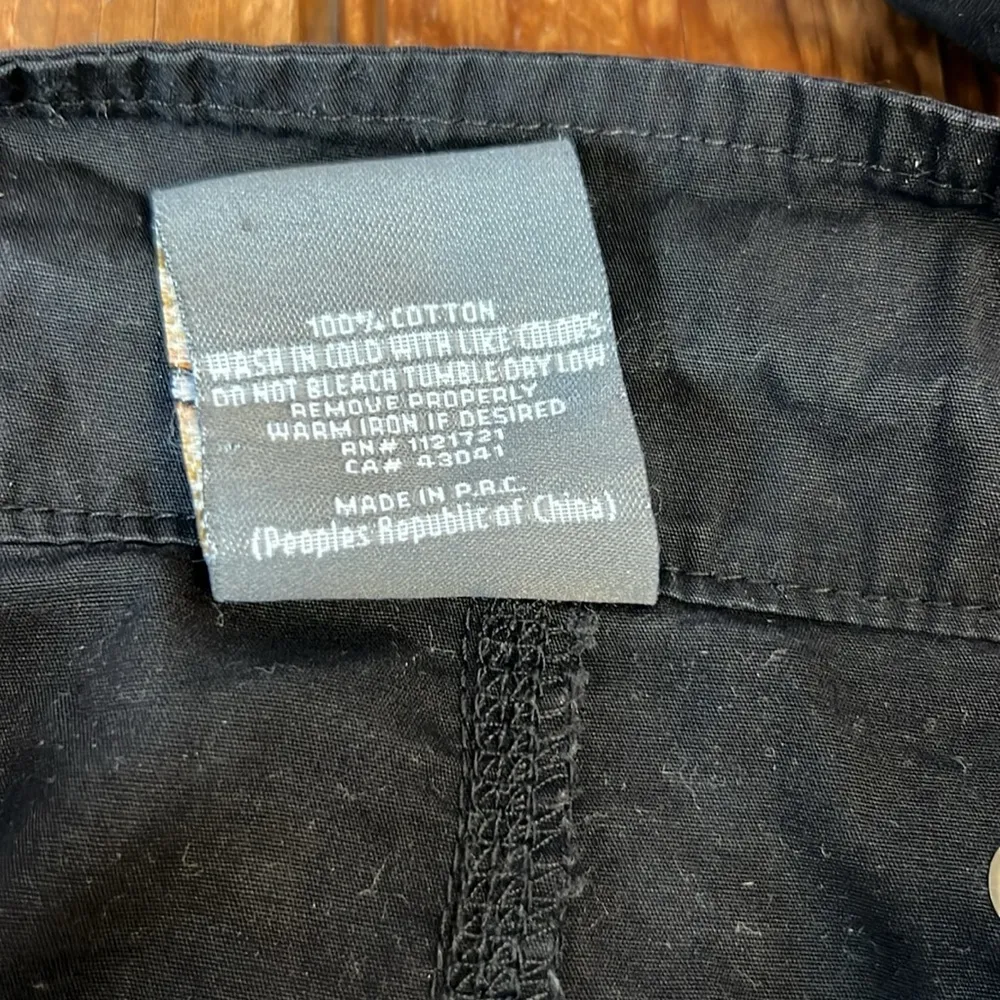 100% COTTON
WASH IN COLD WITH LIKE COLORS
DO NOT BLEACH TUMBLE DRY LOW
REMOVE PROPERLY
WARM IRON IF DESIRED
RN# 1121721
CA# 43041
MADE IN P.R.C.
(Peoples Republic of China)